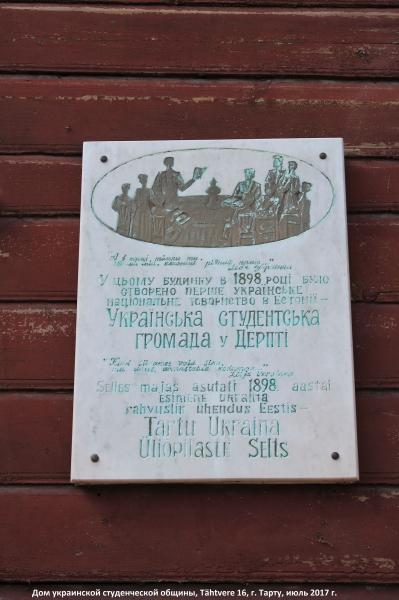 У цьому будинку в 1898 році було
створено перше українське
національне товариство в Естонії –
Українська студентська
громада у Дерпті
Selles majas asutati 1898. aastal
esimene ukraina
rahvuslik ühendus Eestis –
Tartu Ukraina
Üliõpilaste Selts
Дом украинской студенческой общины, Tähtvere 16, г. Тарту, июль 2017 г.